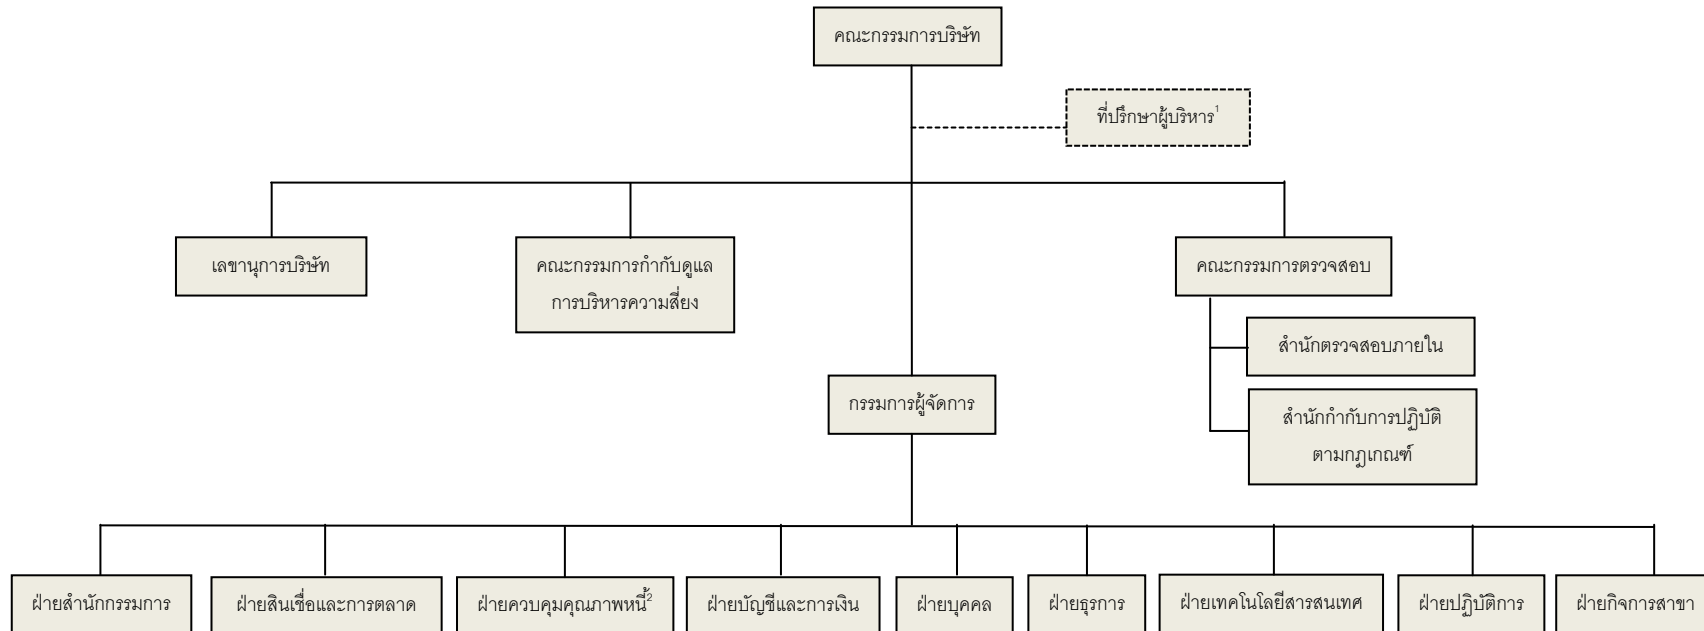 คณะกรรมการบริษัท
ที่ปรึกษาผู้บริหาร¹
เลขานุการบริษัท
คณะกรรมการกำกับดูแล
การบริหารความสี่ยง
คณะกรรมการตรวจสอบ
สำนักตรวจสอบภายใน
สำนักกำกับการปฏิบัติ
ตามกฎเกณฑ์
กรรมการผู้จัดการ
ฝ่ายสำนักกรรมการ
ฝ่ายสินเชื่อและการตลาด
ฝ่ายควบคุมคุณภาพหนี้²
ฝ่ายบัญชีและการเงิน
ฝ่ายบุคคล
ฝ่ายธุรการ
ฝ่ายเทคโนโลยีสารสนเทศ
ฝ่ายปฏิบัติการ
ฝ่ายกิจการสาขา